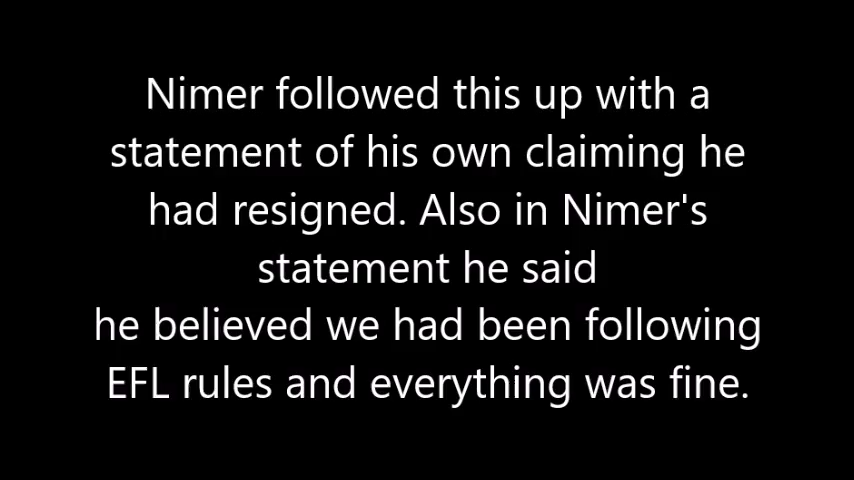 Nimer followed this up with a
statement of his own claiming he
had resigned. Also in Nimer's
statement he said
he believed we had been following
EFL rules and everything was fine.